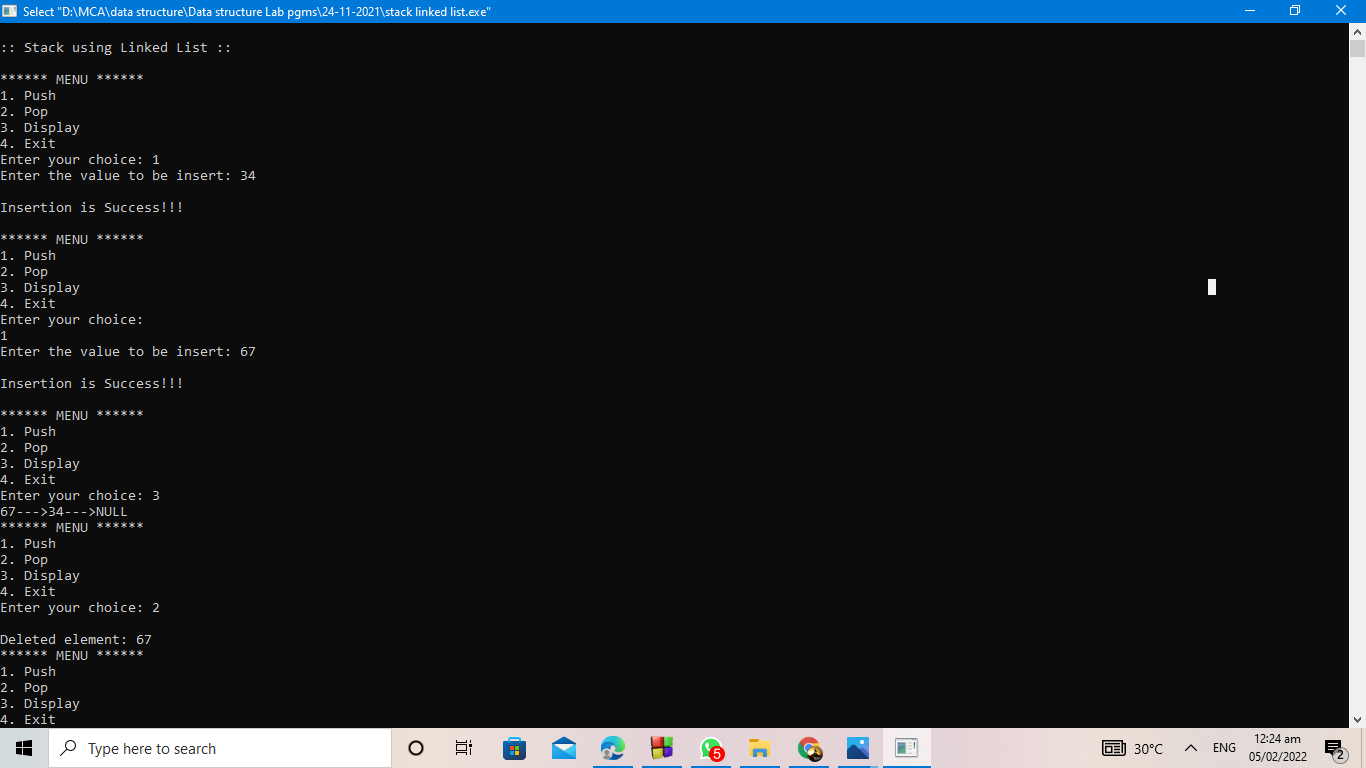 Select "D:\MCA\data structure\Data structure Lab pgms\24-11-2021\stack linked list.exe"
:: Stack using Linked List ::
****** MENU ******
1. Push
2. Pop
3. Display
4. Exit
Enter your choice: 1
Enter the value to be insert: 34
Insertion is Success!!!
****** MENU ******
1. Push
2. Pop
3. Display
4. Exit
Enter your choice:
1
Enter the value to be insert: 67
Insertion is Success!!!
****** MENU ******
1. Push
2. Pop
3. Display
4. Exit
Enter your choice: 3
67--->34--->NULL
****** MENU ******
1. Push
2. Pop
3. Display
4. Exit
Enter your choice: 2
Deleted element: 67
****** MENU ******
1. Push
2. Pop
3. Display
4. Exit
Type here to search
5
30°C
ENG
12:24 am
05/02/2022
2